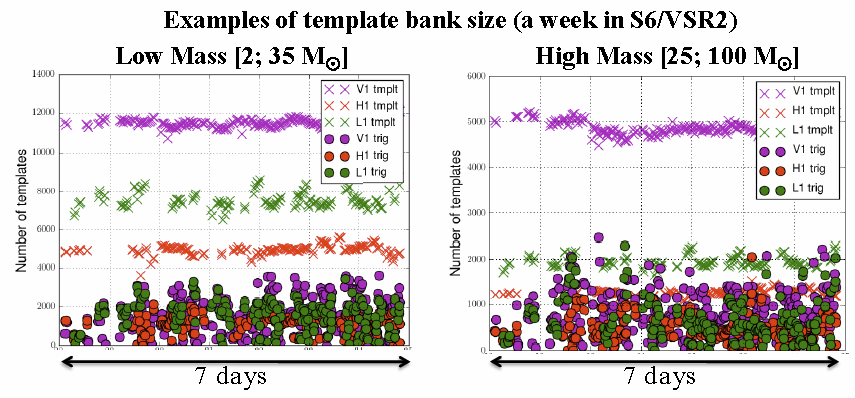 Examples of template bank size (a week in S6/VSR2)
Low Mass [2; 35 M⊙]
High Mass [25; 100 M⊙]
Number of templates
14000
12000
10000
8000
6000
4000
2000
0
V1 tmplt
H1 tmplt
L1 tmplt
V1 trig
H1 trig
L1 trig
7 days
Number of templates
6000
5000
4000
3000
2000
1000
0
V1 tmplt
H1 tmplt
L1 tmplt
V1 trig
H1 trig
L1 trig
7 days